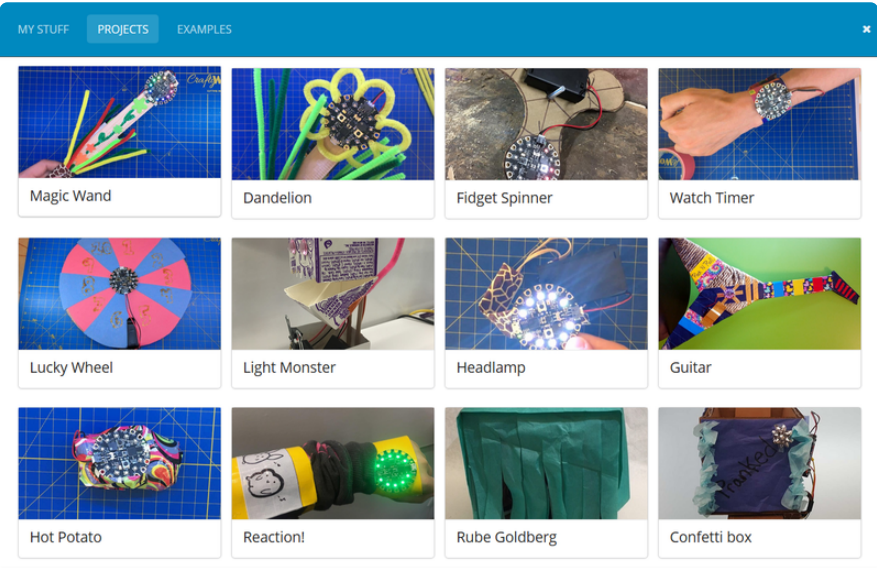 MY STUFF PROJECTS EXAMPLES
Magic Wand Dandelion Fidget Spinner Watch Timer
Lucky Wheel Light Monster Headlamp Guitar
Pranked
Hot Potato Reaction! Rube Goldberg Confetti box